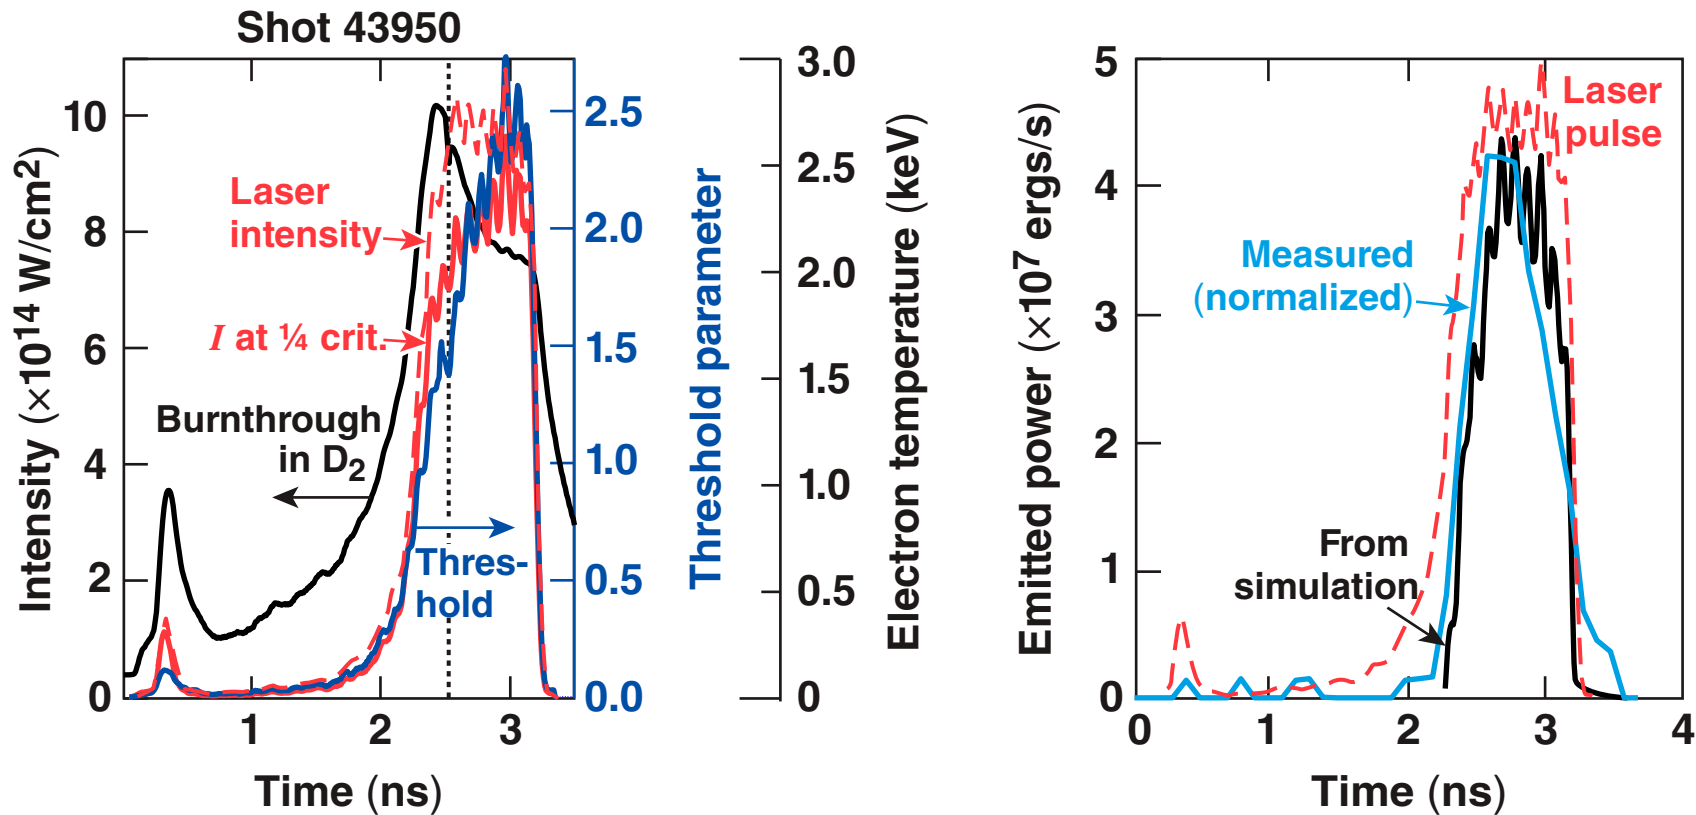 Shot 43950
Intensity (×10¹⁴ W/cm²)
10
8
6
4
2
0
1
2
3
Time (ns)
Laser
intensity
I at ¼ crit.
Burnthrough
in D₂
Thres-
hold
2.5
2.0
1.5
1.0
0.5
0.0
Threshold parameter
3.0
2.5
2.0
1.5
1.0
0.5
0
Electron temperature (keV)
Emitted power (×10⁷ ergs/s)
5
4
3
2
1
0
0
1
2
3
4
Time (ns)
Laser
pulse
Measured
(normalized)
From
simulation